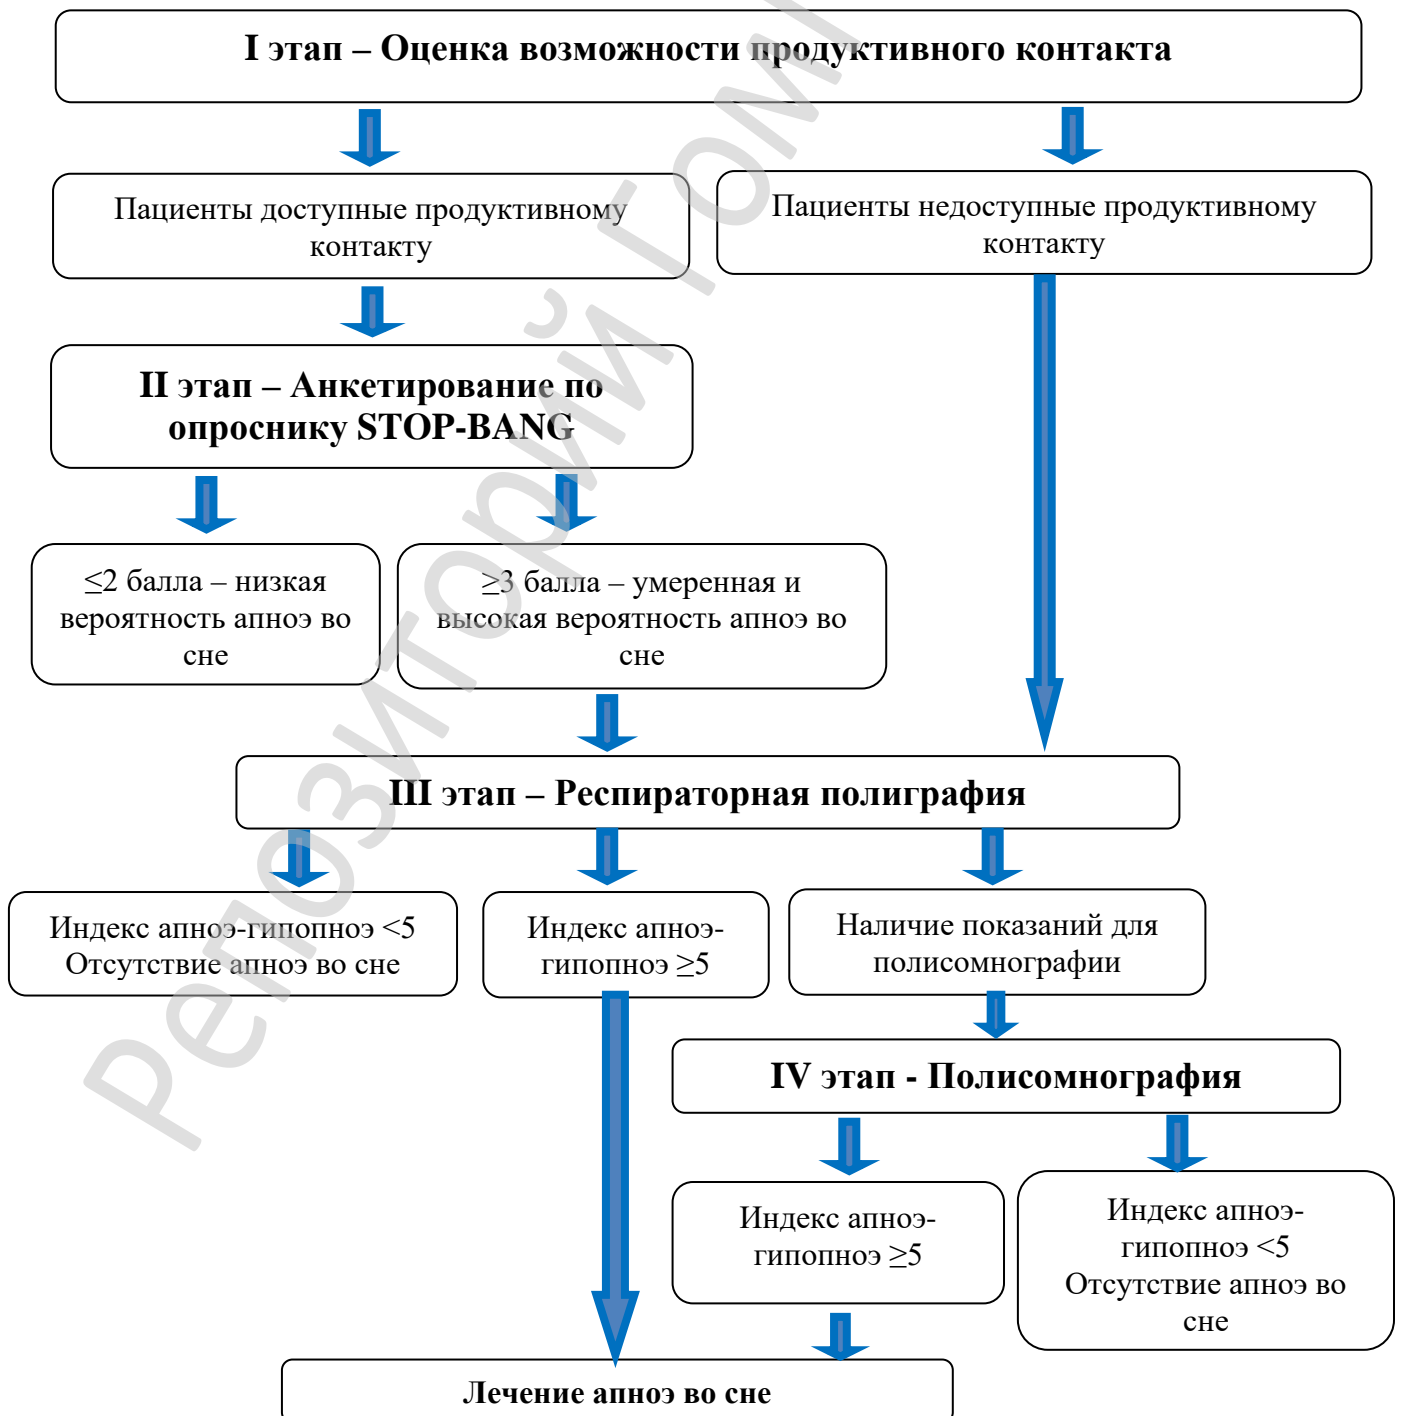 I этап – Оценка возможности продуктивного контакта
Пациенты доступные продуктивному
контакту
Пациенты недоступные продуктивному
контакту
II этап – Анкетирование по
опроснику STOP-BANG
≤2 балла – низкая
вероятность апноэ во
сне
≥3 балла – умеренная и
высокая вероятность апноэ во
сне
III этап – Респираторная полиграфия
Индекс апноэ-гипопноэ <5
Отсутствие апноэ во сне
Индекс апноэ-
гипопноэ ≥5
Наличие показаний для
полисомнографии
IV этап - Полисомнография
Индекс апноэ-
гипопноэ ≥5
Индекс апноэ-
гипопноэ <5
Отсутствие апноэ во
сне
Лечение апноэ во сне
Репозиторий